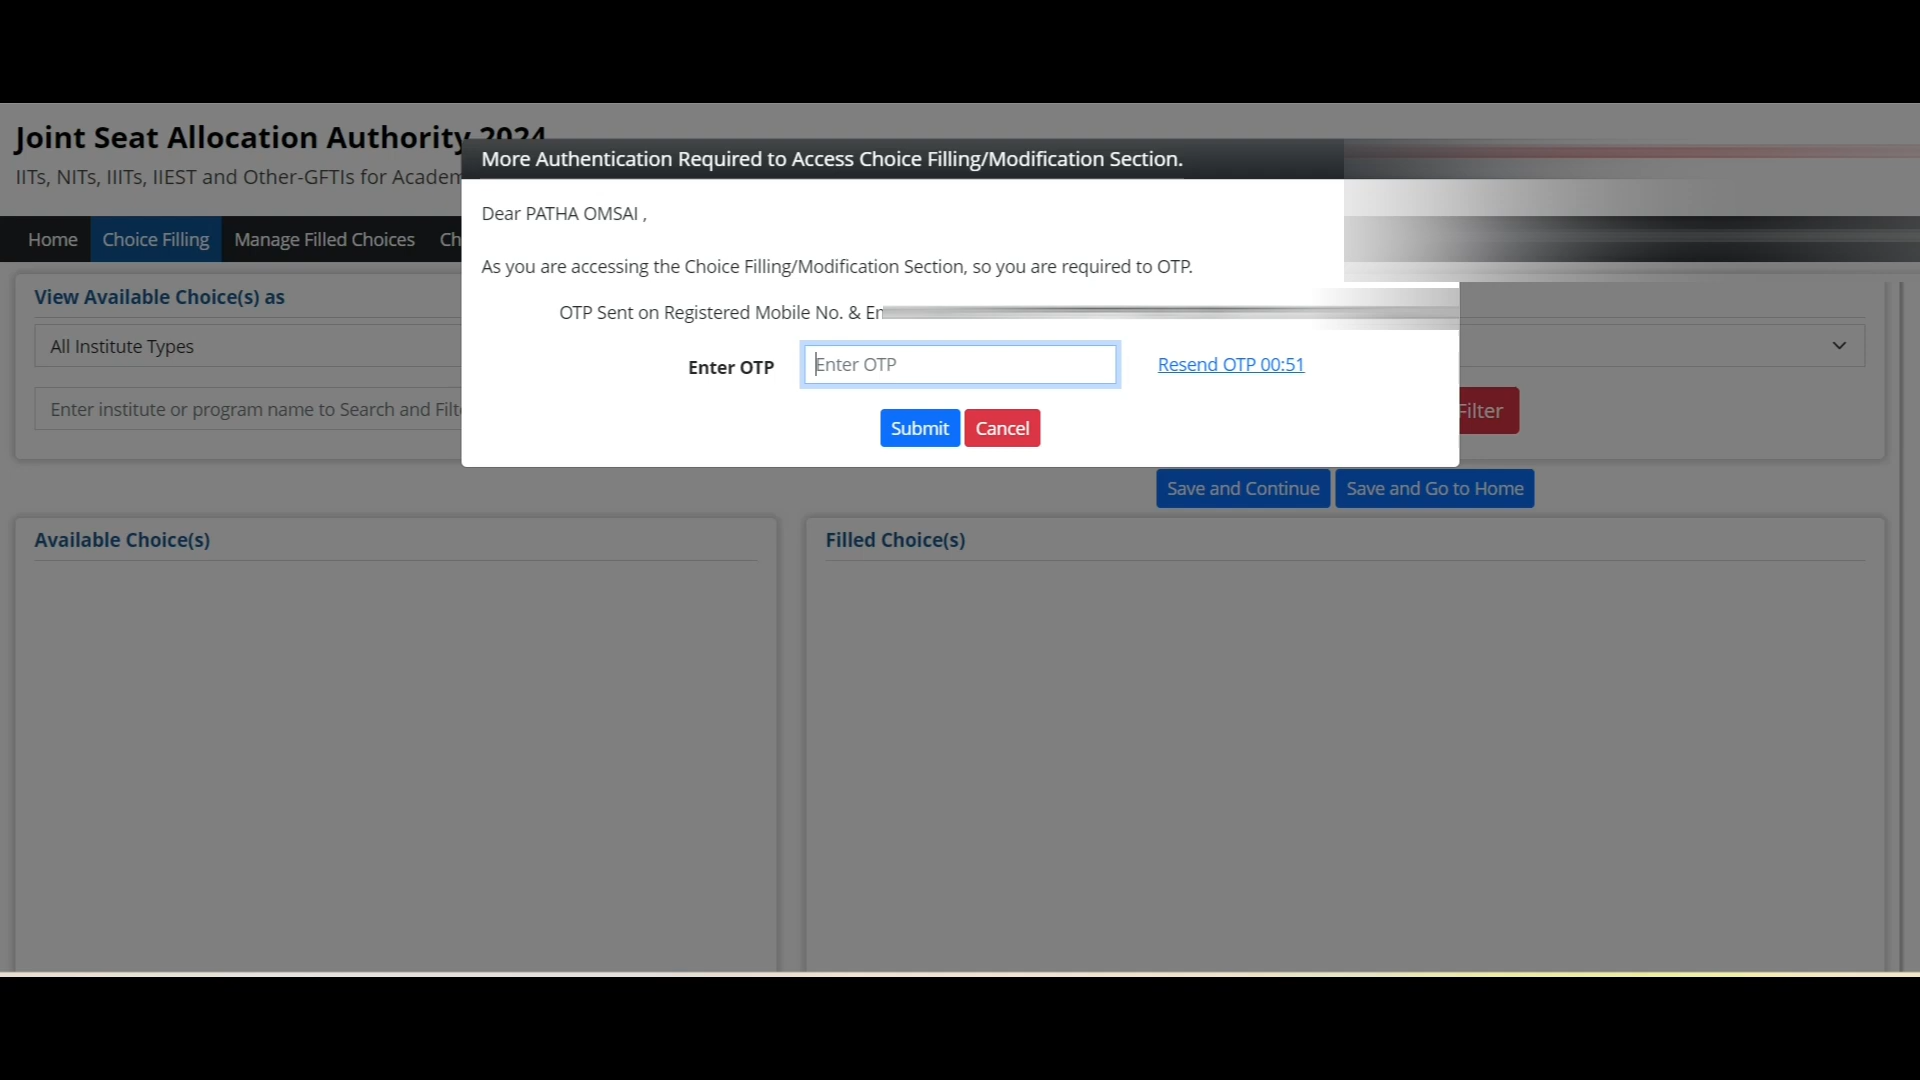 Joint Seat Allocation Authority 2024
IITs, NITs, IIITs, IIEST and Other-GFTIs for
Home Choice Filling Manage Filled Choices
More Authentication Required to Access Choice Filling/Modification Section.
Dear PATHA OMSAI ,
As you are accessing the Choice Filling/Modification Section, so you are required to OTP.
OTP Sent on Registered Mobile No. &
Enter OTP Enter OTP Resend OTP 00:51
Submit Cancel
View Available Choice(s) as
All Institute Types
Enter institute or program name to Search and
Filter
Save and Continue Save and Go to Home
Available Choice(s)
Filled Choice(s)